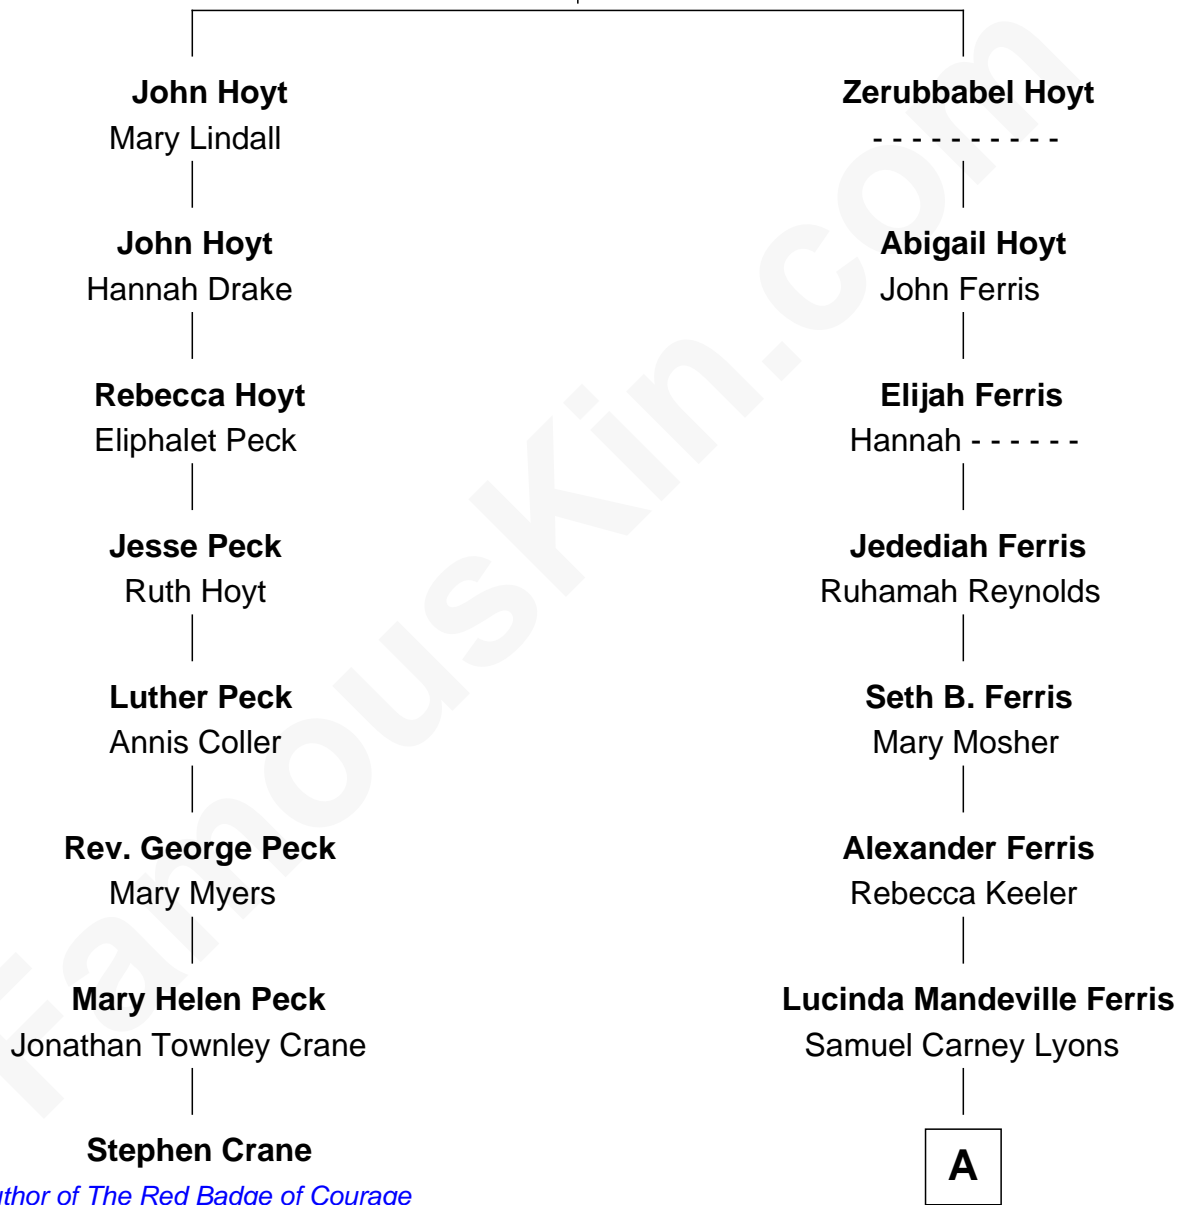 John Hoyt
Mary Lindall
Zerubbabel Hoyt
- - - - - - - - - -
John Hoyt
Hannah Drake
Abigail Hoyt
John Ferris
Rebecca Hoyt
Eliphalet Peck
Elijah Ferris
Hannah - - - - - -
Jesse Peck
Ruth Hoyt
Jedediah Ferris
Ruhamah Reynolds
Luther Peck
Annis Coller
Seth B. Ferris
Mary Mosher
Rev. George Peck
Mary Myers
Alexander Ferris
Rebecca Keeler
Mary Helen Peck
Jonathan Townley Crane
Lucinda Mandeville Ferris
Samuel Carney Lyons
Stephen Crane
uthor of The Red Badge of Courage
A
FamousKin.com